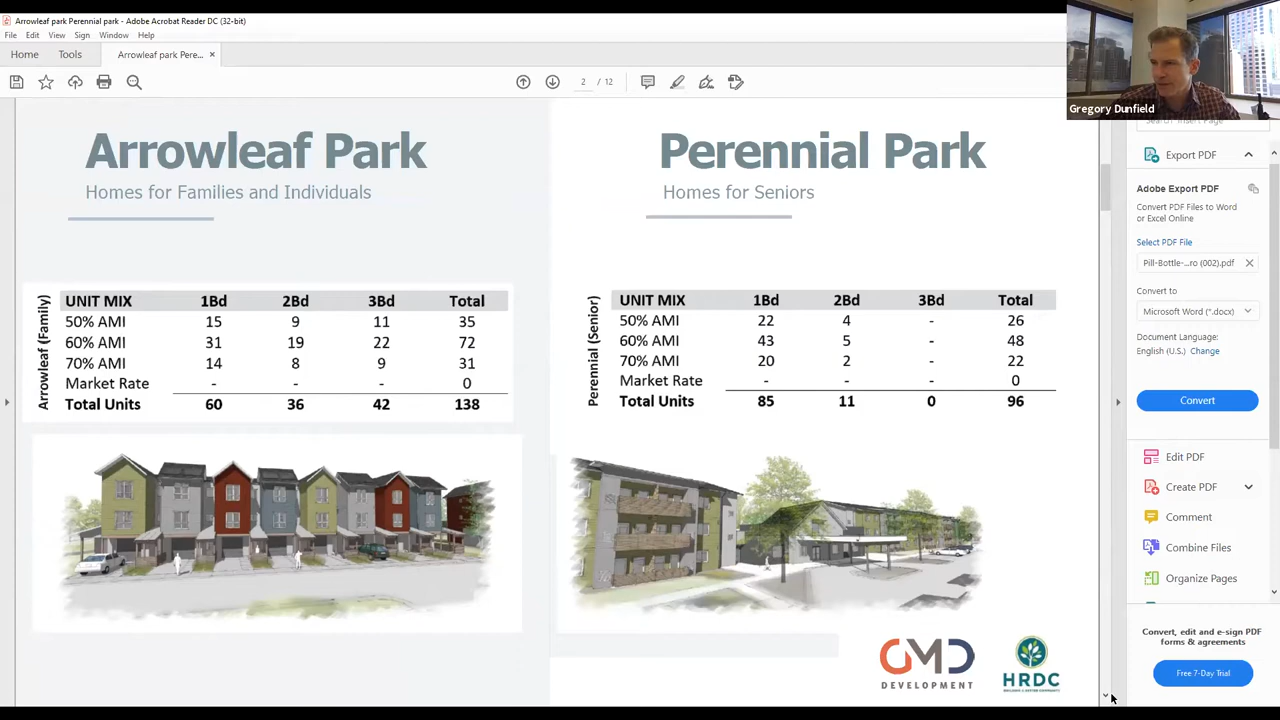 Arrowleaf park Perennial park - Adobe Acrobat Reader DC (32-bit)
File Edit View Sign Window Help
Home Tools Arrowleaf park Pere... ×
2 / 12
Gregory Dunfield
Arrowleaf Park
Homes for Families and Individuals
Arrowleaf (Family)
UNIT MIX 1Bd 2Bd 3Bd Total
50% AMI 15 9 11 35
60% AMI 31 19 22 72
70% AMI 14 8 9 31
Market Rate - - - 0
Total Units 60 36 42 138
Perennial Park
Homes for Seniors
Perennial (Senior)
UNIT MIX 1Bd 2Bd 3Bd Total
50% AMI 22 4 - 26
60% AMI 43 5 - 48
70% AMI 20 2 - 22
Market Rate - - - 0
Total Units 85 11 0 96
GMD
DEVELOPMENT
HRDC
Export PDF
Adobe Export PDF
Convert PDF Files to Word
or Excel Online
Select PDF File
Pill-Bottle-...ro (002).pdf
Convert to
Microsoft Word (*.docx)
Document Language:
English (U.S.) Change
Convert
Edit PDF
Create PDF
Comment
Combine Files
Organize Pages
Convert, edit and e-sign PDF
forms & agreements
Free 7-Day Trial